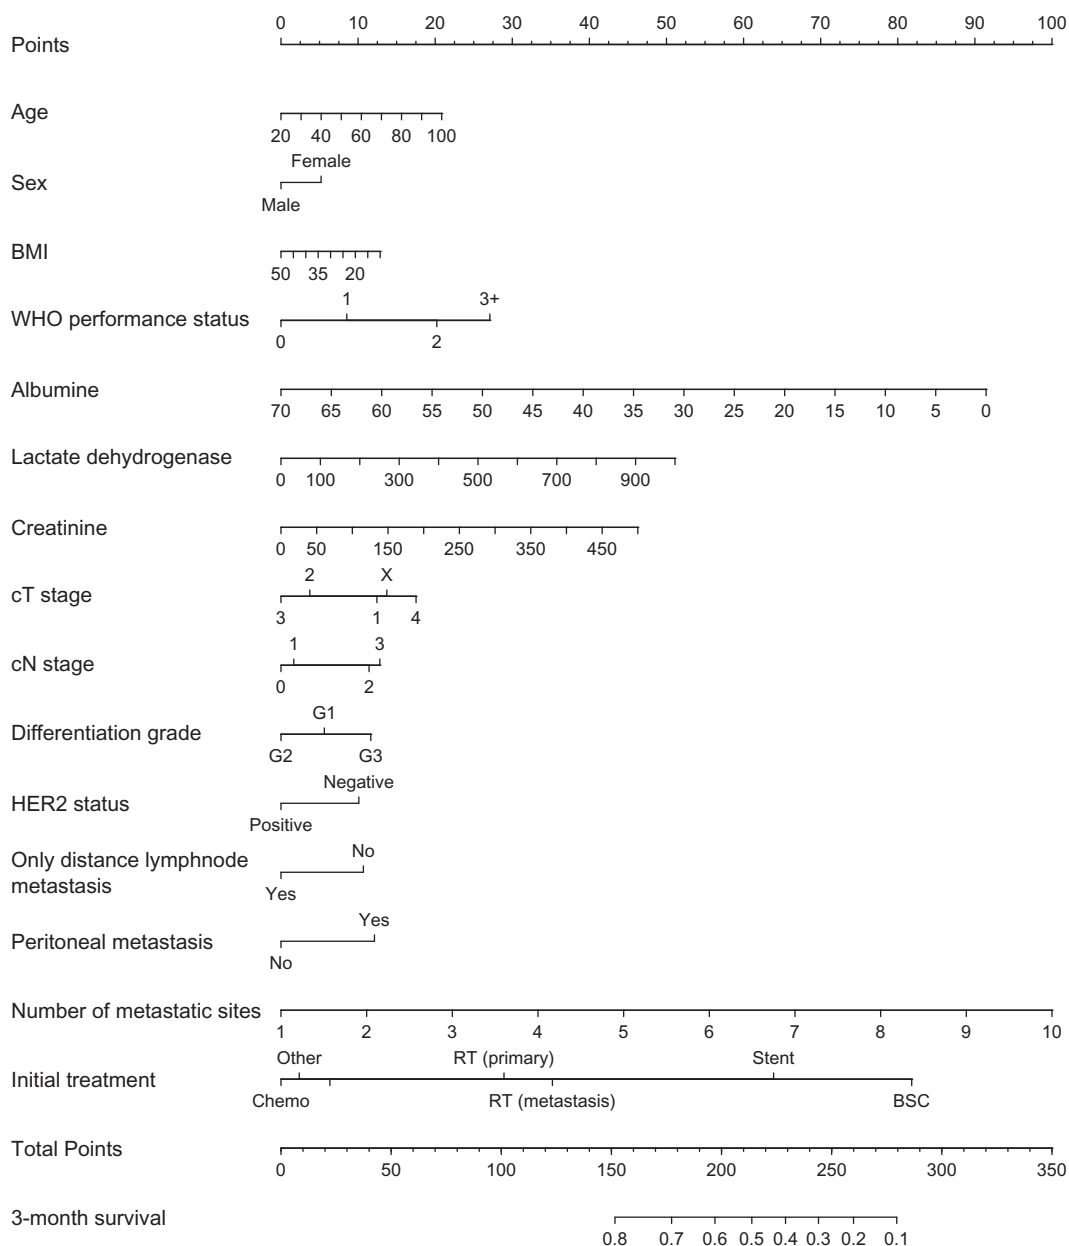 0 10 20 30 40 50 60 70 80 90 100
Points
Age
20 40 60 80 100
Female
Sex
Male
BMI
50 35 20
1 3+
WHO performance status
0 2
Albumine
70 65 60 55 50 45 40 35 30 25 20 15 10 5 0
Lactate dehydrogenase
0 100 300 500 700 900
Creatinine
0 50 150 250 350 450
2 X
cT stage
3 1 4
1 3
cN stage
0 2
G1
Differentiation grade
G2 G3
Negative
HER2 status
Positive
No
Only distance lymphnode
metastasis
Yes
Yes
Peritoneal metastasis
No
Number of metastatic sites
1 2 3 4 5 6 7 8 9 10
Other RT (primary) Stent
Initial treatment
Chemo RT (metastasis) BSC
Total Points
0 50 100 150 200 250 300 350
3-month survival
0.8 0.7 0.6 0.5 0.4 0.3 0.2 0.1